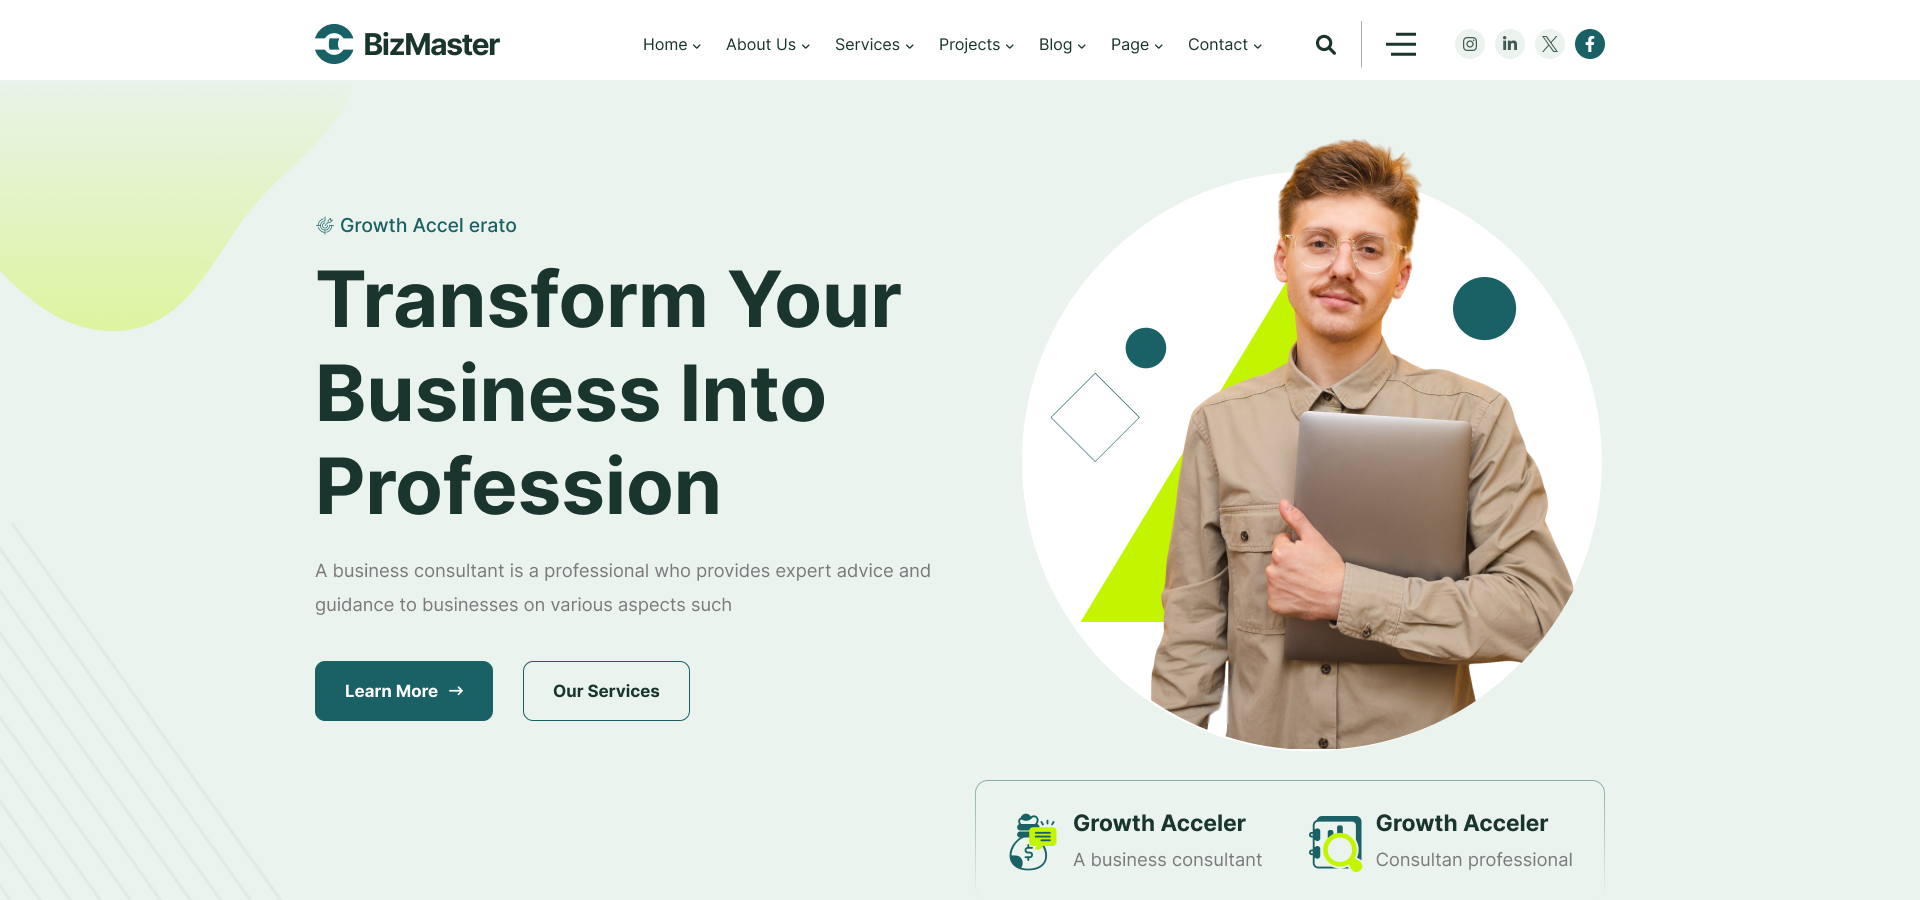 BizMaster
Home
About Us
Services
Projects
Blog
Page
Contact
Growth Accel erato
Transform Your
Business Into
Profession
A business consultant is a professional who provides expert advice and
guidance to businesses on various aspects such
Learn More
Our Services
Growth Acceler
A business consultant
Growth Acceler
Consultan professional